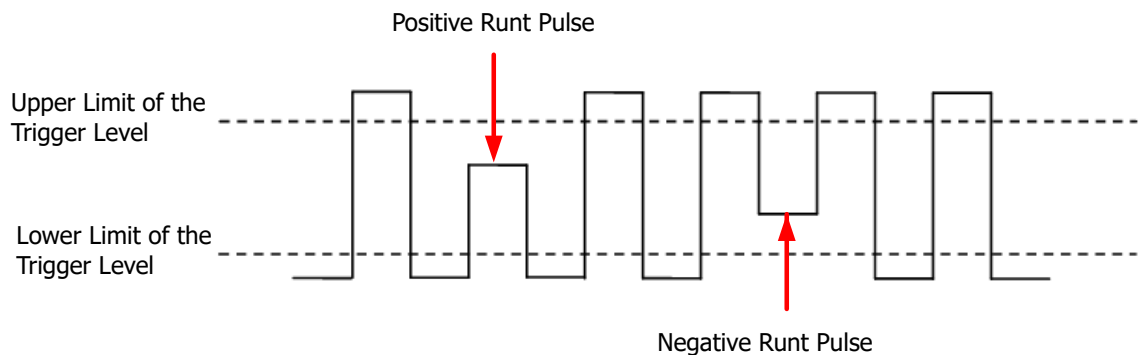 Positive Runt Pulse
Upper Limit of the
Trigger Level
Lower Limit of the
Trigger Level
Negative Runt Pulse